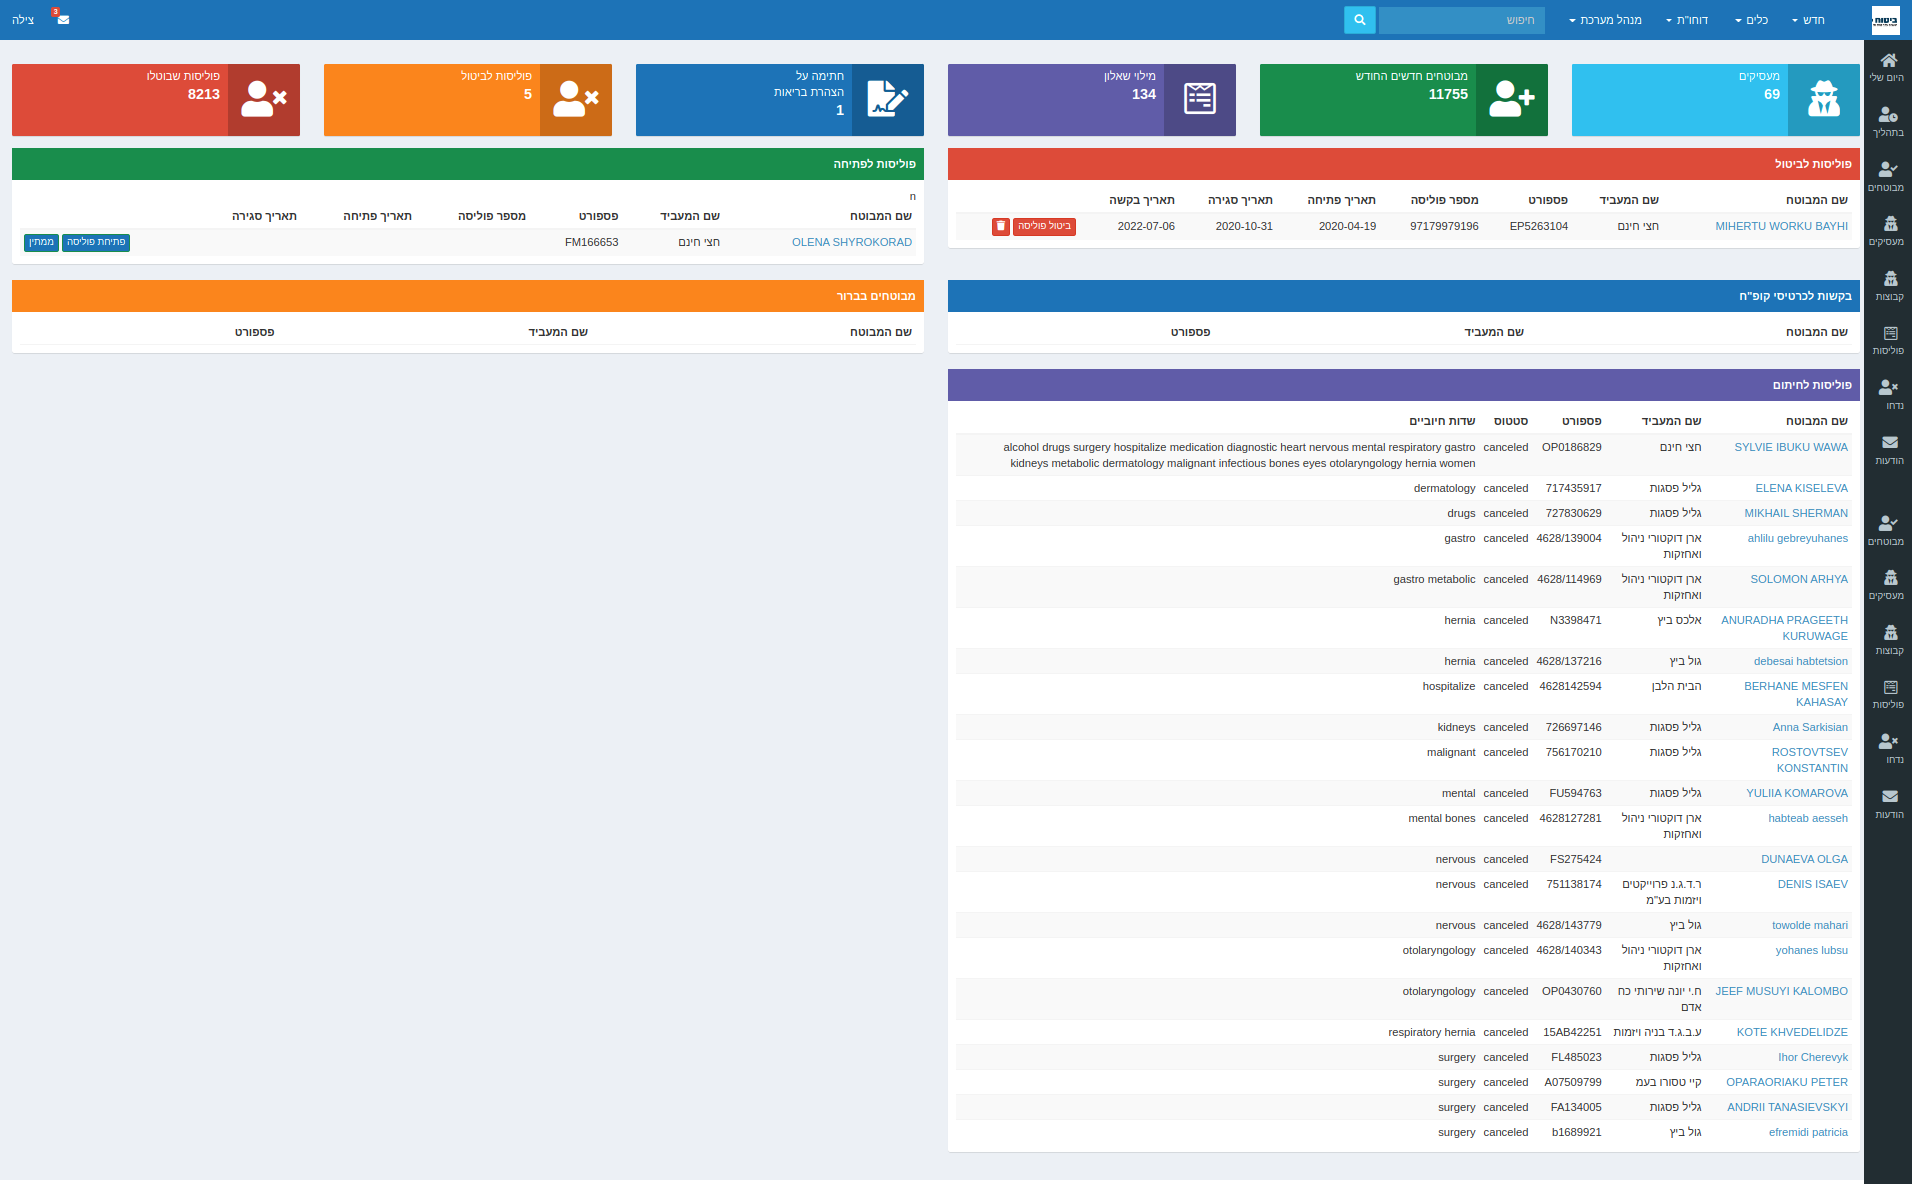 ביטוח
חדש
כלים
דוחו"ת
מנהל מערכת
חיפוש
3
צילה
היום שלי
בתהליך
מבוטחים
מעסיקים
קבוצות
פוליסות
נדחו
הודעות
מבוטחים
מעסיקים
קבוצות
פוליסות
נדחו
הודעות
מעסיקים
69
מבוטחים חדשים החודש
11755
מילוי שאלון
134
חתימה על
הצהרת בריאות
1
פוליסות לביטול
5
פוליסות שבוטלו
8213
פוליסות לביטול
שם המבוטח שם המעביד פספורט מספר פוליסה תאריך פתיחה תאריך סגירה תאריך בקשה
MIHERTU WORKU BAYHI חצי חינם EP5263104 97179979196 2020-04-19 2020-10-31 2022-07-06 ביטול פוליסה
פוליסות לפתיחה
ח
שם המבוטח שם המעביד פספורט מספר פוליסה תאריך פתיחה תאריך סגירה
OLENA SHYROKORAD חצי חינם FM166653 פתיחת פוליסה ממתין
בקשות לכרטיסי קופ"ח
שם המבוטח שם המעביד פספורט
מבוטחים בברור
שם המבוטח שם המעביד פספורט
פוליסות לחיתום
שם המבוטח שם המעביד פספורט סטטוס שדות חיוביים
SYLVIE IBUKU WAWA חצי חינם OP0186829 canceled alcohol drugs surgery hospitalize medication diagnostic heart nervous mental respiratory gastro
kidneys metabolic dermatology malignant infectious bones eyes otolaryngology hernia women
ELENA KISELEVA גליל פסגות 717435917 canceled dermatology
MIKHAIL SHERMAN גליל פסגות 727830629 canceled drugs
ahlilu gebreyuhanes ארן דוקטורי ניהול 4628/139004 canceled gastro
ואחזקות
SOLOMON ARHYA ארן דוקטורי ניהול 4628/114969 canceled gastro metabolic
ואחזקות
ANURADHA PRAGEETH אלכס ביץ N3398471 canceled hernia
KURUWAGE
debesai habtetsion גול ביץ 4628/137216 canceled hernia
BERHANE MESFEN הבית הלבן 4628142594 canceled hospitalize
KAHASAY
Anna Sarkisian גליל פסגות 726697146 canceled kidneys
ROSTOVTSEV גליל פסגות 756170210 canceled malignant
KONSTANTIN
YULIIA KOMAROVA גליל פסגות FU594763 canceled mental
habteab aesseh ארן דוקטורי ניהול 4628127281 canceled mental bones
ואחזקות
DUNAEVA OLGA FS275424 canceled nervous
DENIS ISAEV ר.ד.ג.נ פרוייקטים 751138174 canceled nervous
ויזמות בע"מ
towolde mahari גול ביץ 4628/143779 canceled nervous
yohanes lubsu ארן דוקטורי ניהול 4628/140343 canceled otolaryngology
ואחזקות
JEEF MUSUYI KALOMBO ח.י יונה שירותי כח OP0430760 canceled otolaryngology
אדם
KOTE KHVEDELIDZE ע.ב.ג.ד בניה ויזמות 15AB42251 canceled respiratory hernia
Ihor Cherevyk גליל פסגות FL485023 canceled surgery
OPARAORIAKU PETER קיי טסורו בעמ A07509799 canceled surgery
ANDRII TANASIEVSKYI גליל פסגות FA134005 canceled surgery
efremidi patricia גול ביץ b1689921 canceled surgery